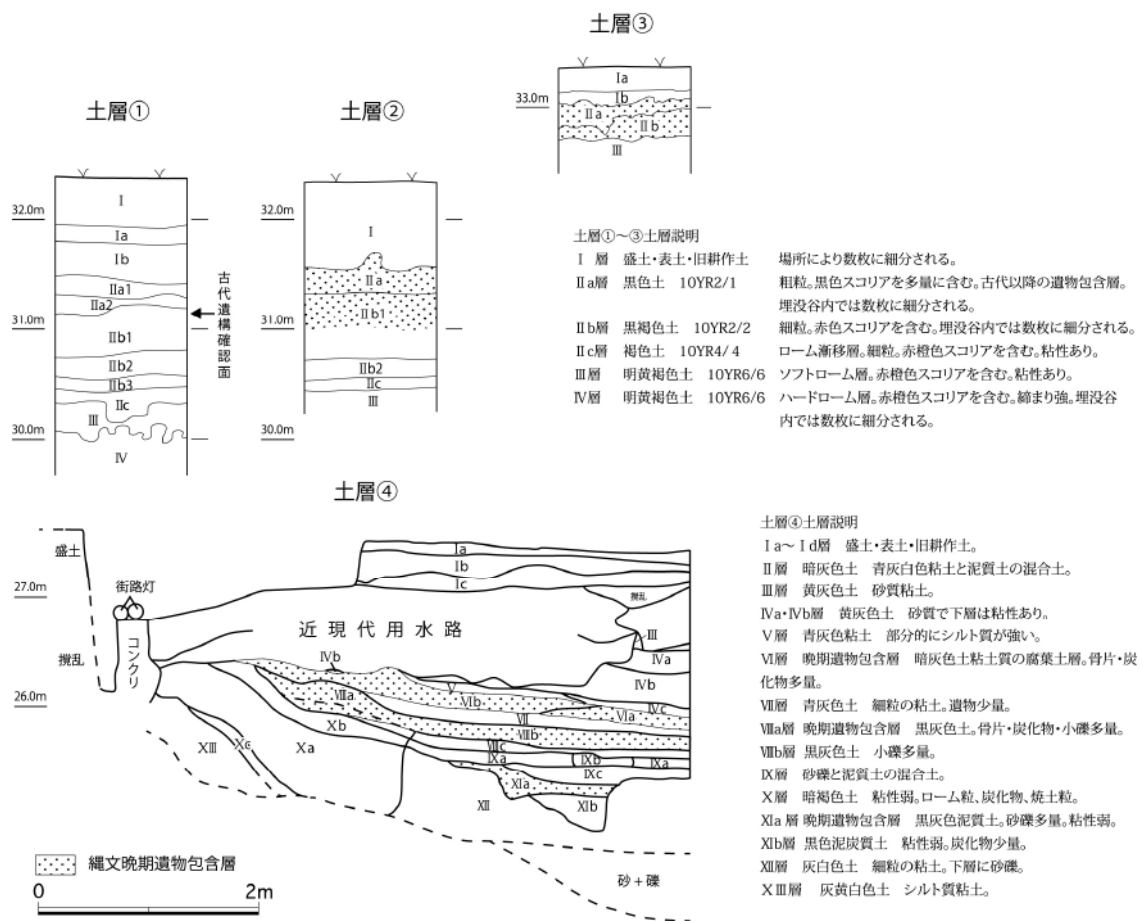 土層③
Ⅰa
33.0m
Ⅰb
Ⅱa
Ⅱb
Ⅲ
土層①
32.0m
Ⅰ
Ⅰa
Ⅰb
Ⅱa1
Ⅱa2
31.0m
Ⅱb1
Ⅱb2
Ⅱb3
Ⅱc
Ⅲ
30.0m
Ⅳ
古代遺構確認面
土層②
32.0m
Ⅰ
Ⅱa
31.0m
Ⅱb1
Ⅱb2
Ⅱc
Ⅲ
30.0m
土層①～③土層説明
Ⅰ 層 盛土・表土・旧耕作土 場所により数枚に細分される。
Ⅱa層 黒色土 10YR2/1 粗粒。黒色スコリアを多量に含む。古代以降の遺物包含層。
埋没谷内では数枚に細分される。
Ⅱb層 黒褐色土 10YR2/2 細粒。赤色スコリアを含む。埋没谷内では数枚に細分される。
Ⅱc層 褐色土 10YR4/4 ローム漸移層。細粒。赤橙色スコリアを含む。粘性あり。
Ⅲ層 明黄褐色土 10YR6/6 ソフトローム層。赤橙色スコリアを含む。粘性あり。
Ⅳ層 明黄褐色土 10YR6/6 ハードローム層。赤橙色スコリアを含む。締まり強。埋没谷
内では数枚に細分される。
土層④
盛土
27.0m
街路灯
コンクリ
攪乱
26.0m
Ⅰa
Ⅰb
Ⅰc
攪乱
近現代用水路
Ⅲ
Ⅳa
Ⅳb
Ⅳb
Ⅳc
Ⅴ
Ⅵb
Ⅵa
Ⅶ
Ⅷa
Ⅷb
Ⅷc
Ⅸa
Ⅸb
Ⅸa
Ⅸc
Ⅹb
Ⅹa
Ⅹc
ⅩⅢ
Ⅺa
Ⅺb
Ⅻ
砂+礫
土層④土層説明
Ⅰa～Ⅰd層 盛土・表土・旧耕作土。
Ⅱ層 暗灰色土 青灰白色粘土と泥質土の混合土。
Ⅲ層 黄灰色土 砂質粘土。
Ⅳa・Ⅳb層 黄灰色土 砂質で下層は粘性あり。
Ⅴ層 青灰色粘土 部分的にシルト質が強い。
Ⅵ層 晩期遺物包含層 暗灰色土粘土質の腐葉土層。骨片・炭
化物多量。
Ⅶ層 青灰色土 細粒の粘土。遺物少量。
Ⅷa層 晩期遺物包含層 黒灰色土。骨片・炭化物・小礫多量。
Ⅷb層 黒灰色土 小礫多量。
Ⅸ層 砂礫と泥質土の混合土。
Ⅹ層 暗褐色土 粘性弱。ローム粒、炭化物、焼土粒。
Ⅺa層 晩期遺物包含層 黒灰色泥質土。砂礫多量。粘性弱。
Ⅺb層 黒色泥炭質土 粘性弱。炭化物少量。
Ⅻ層 灰白色土 細粒の粘土。下層に砂礫。
ⅩⅢ層 灰黄白色土 シルト質粘土。
縄文晩期遺物包含層
0 2m